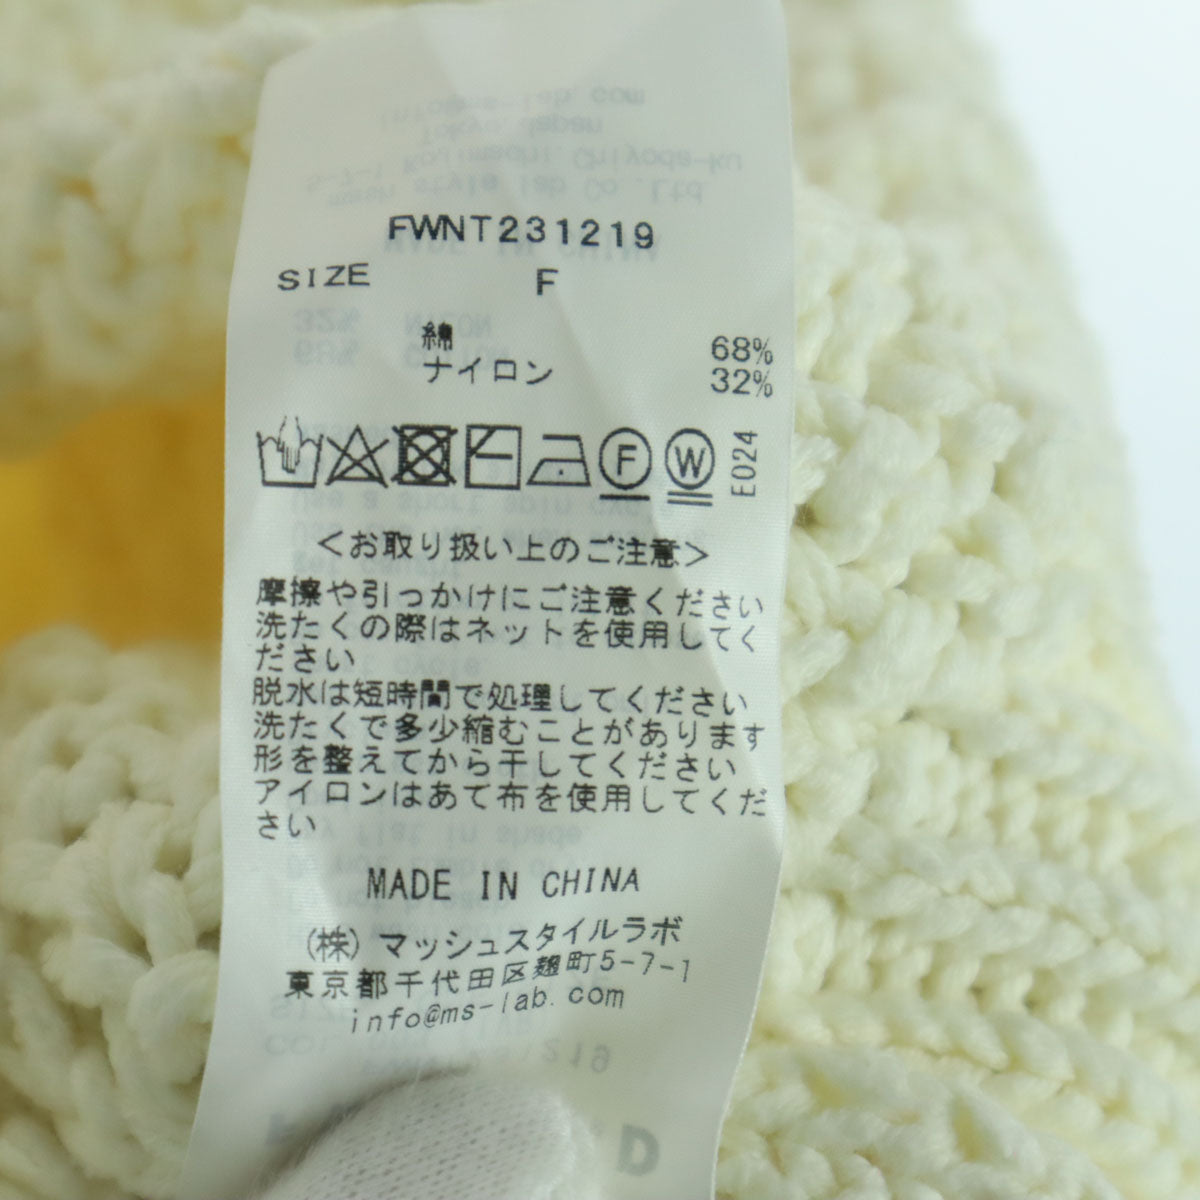 FWNT231219
SIZE F
綿 68%
ナイロン 32%
F W E024
<お取り扱い上のご注意>
摩擦や引っかけにご注意ください
洗たくの際はネットを使用してく
ださい
脱水は短時間で処理してください
洗たくで多少縮むことがあります
形を整えてから干してください
アイロンはあて布を使用してくだ
さい
MADE IN CHINA
(株)マッシュスタイルラボ
東京都千代田区麹町5-7-1
info@ms-lab.com